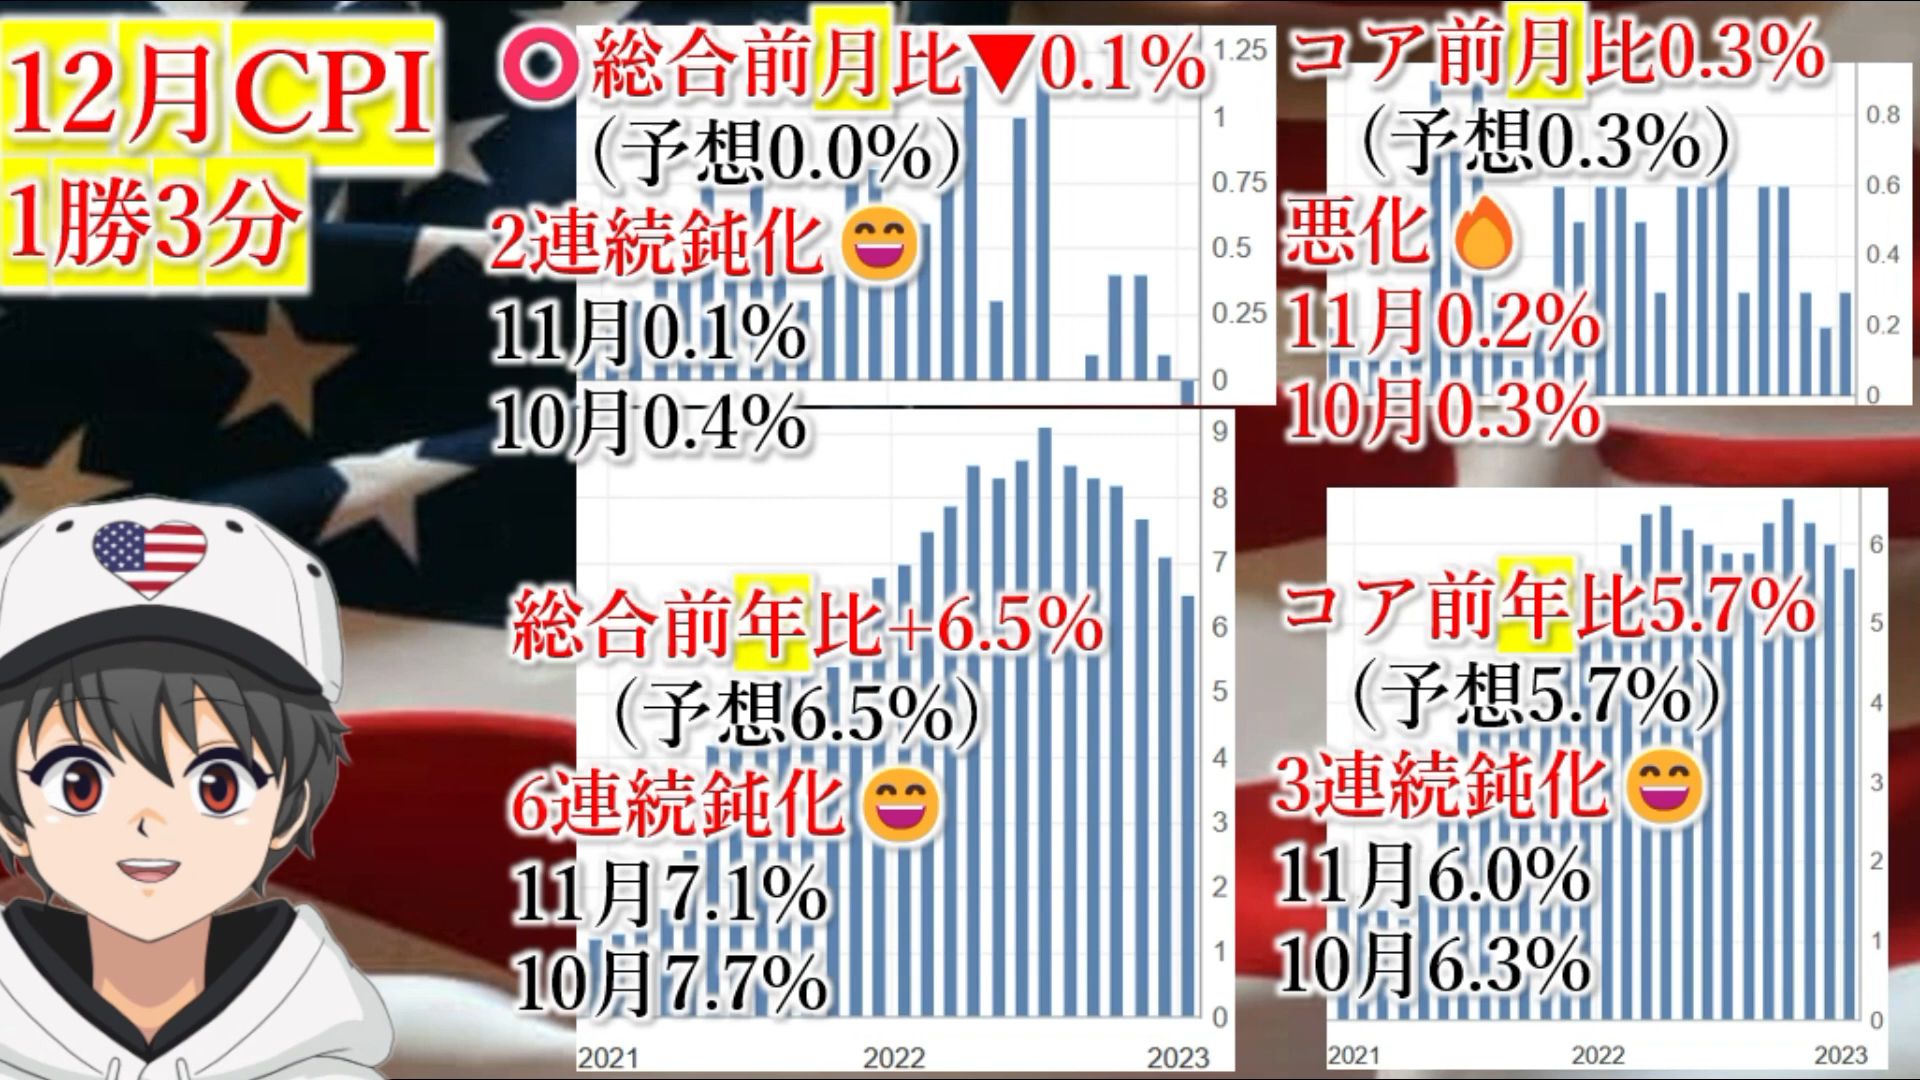 12月CPI
1勝3分
⭕総合前月比▼0.1%
(予想0.0%)
2連続鈍化😄
11月0.1%
10月0.4%
1.25
1
0.75
0.5
0.25
0
コア前月比0.3%
(予想0.3%)
悪化🔥
11月0.2%
10月0.3%
0.8
0.6
0.4
0.2
0
総合前年比+6.5%
(予想6.5%)
6連続鈍化😄
11月7.1%
10月7.7%
9
8
7
6
5
4
3
2
1
0
2021 2022 2023
コア前年比5.7%
(予想5.7%)
3連続鈍化😄
11月6.0%
10月6.3%
6
5
4
3
2
1
0
2021 2022 2023